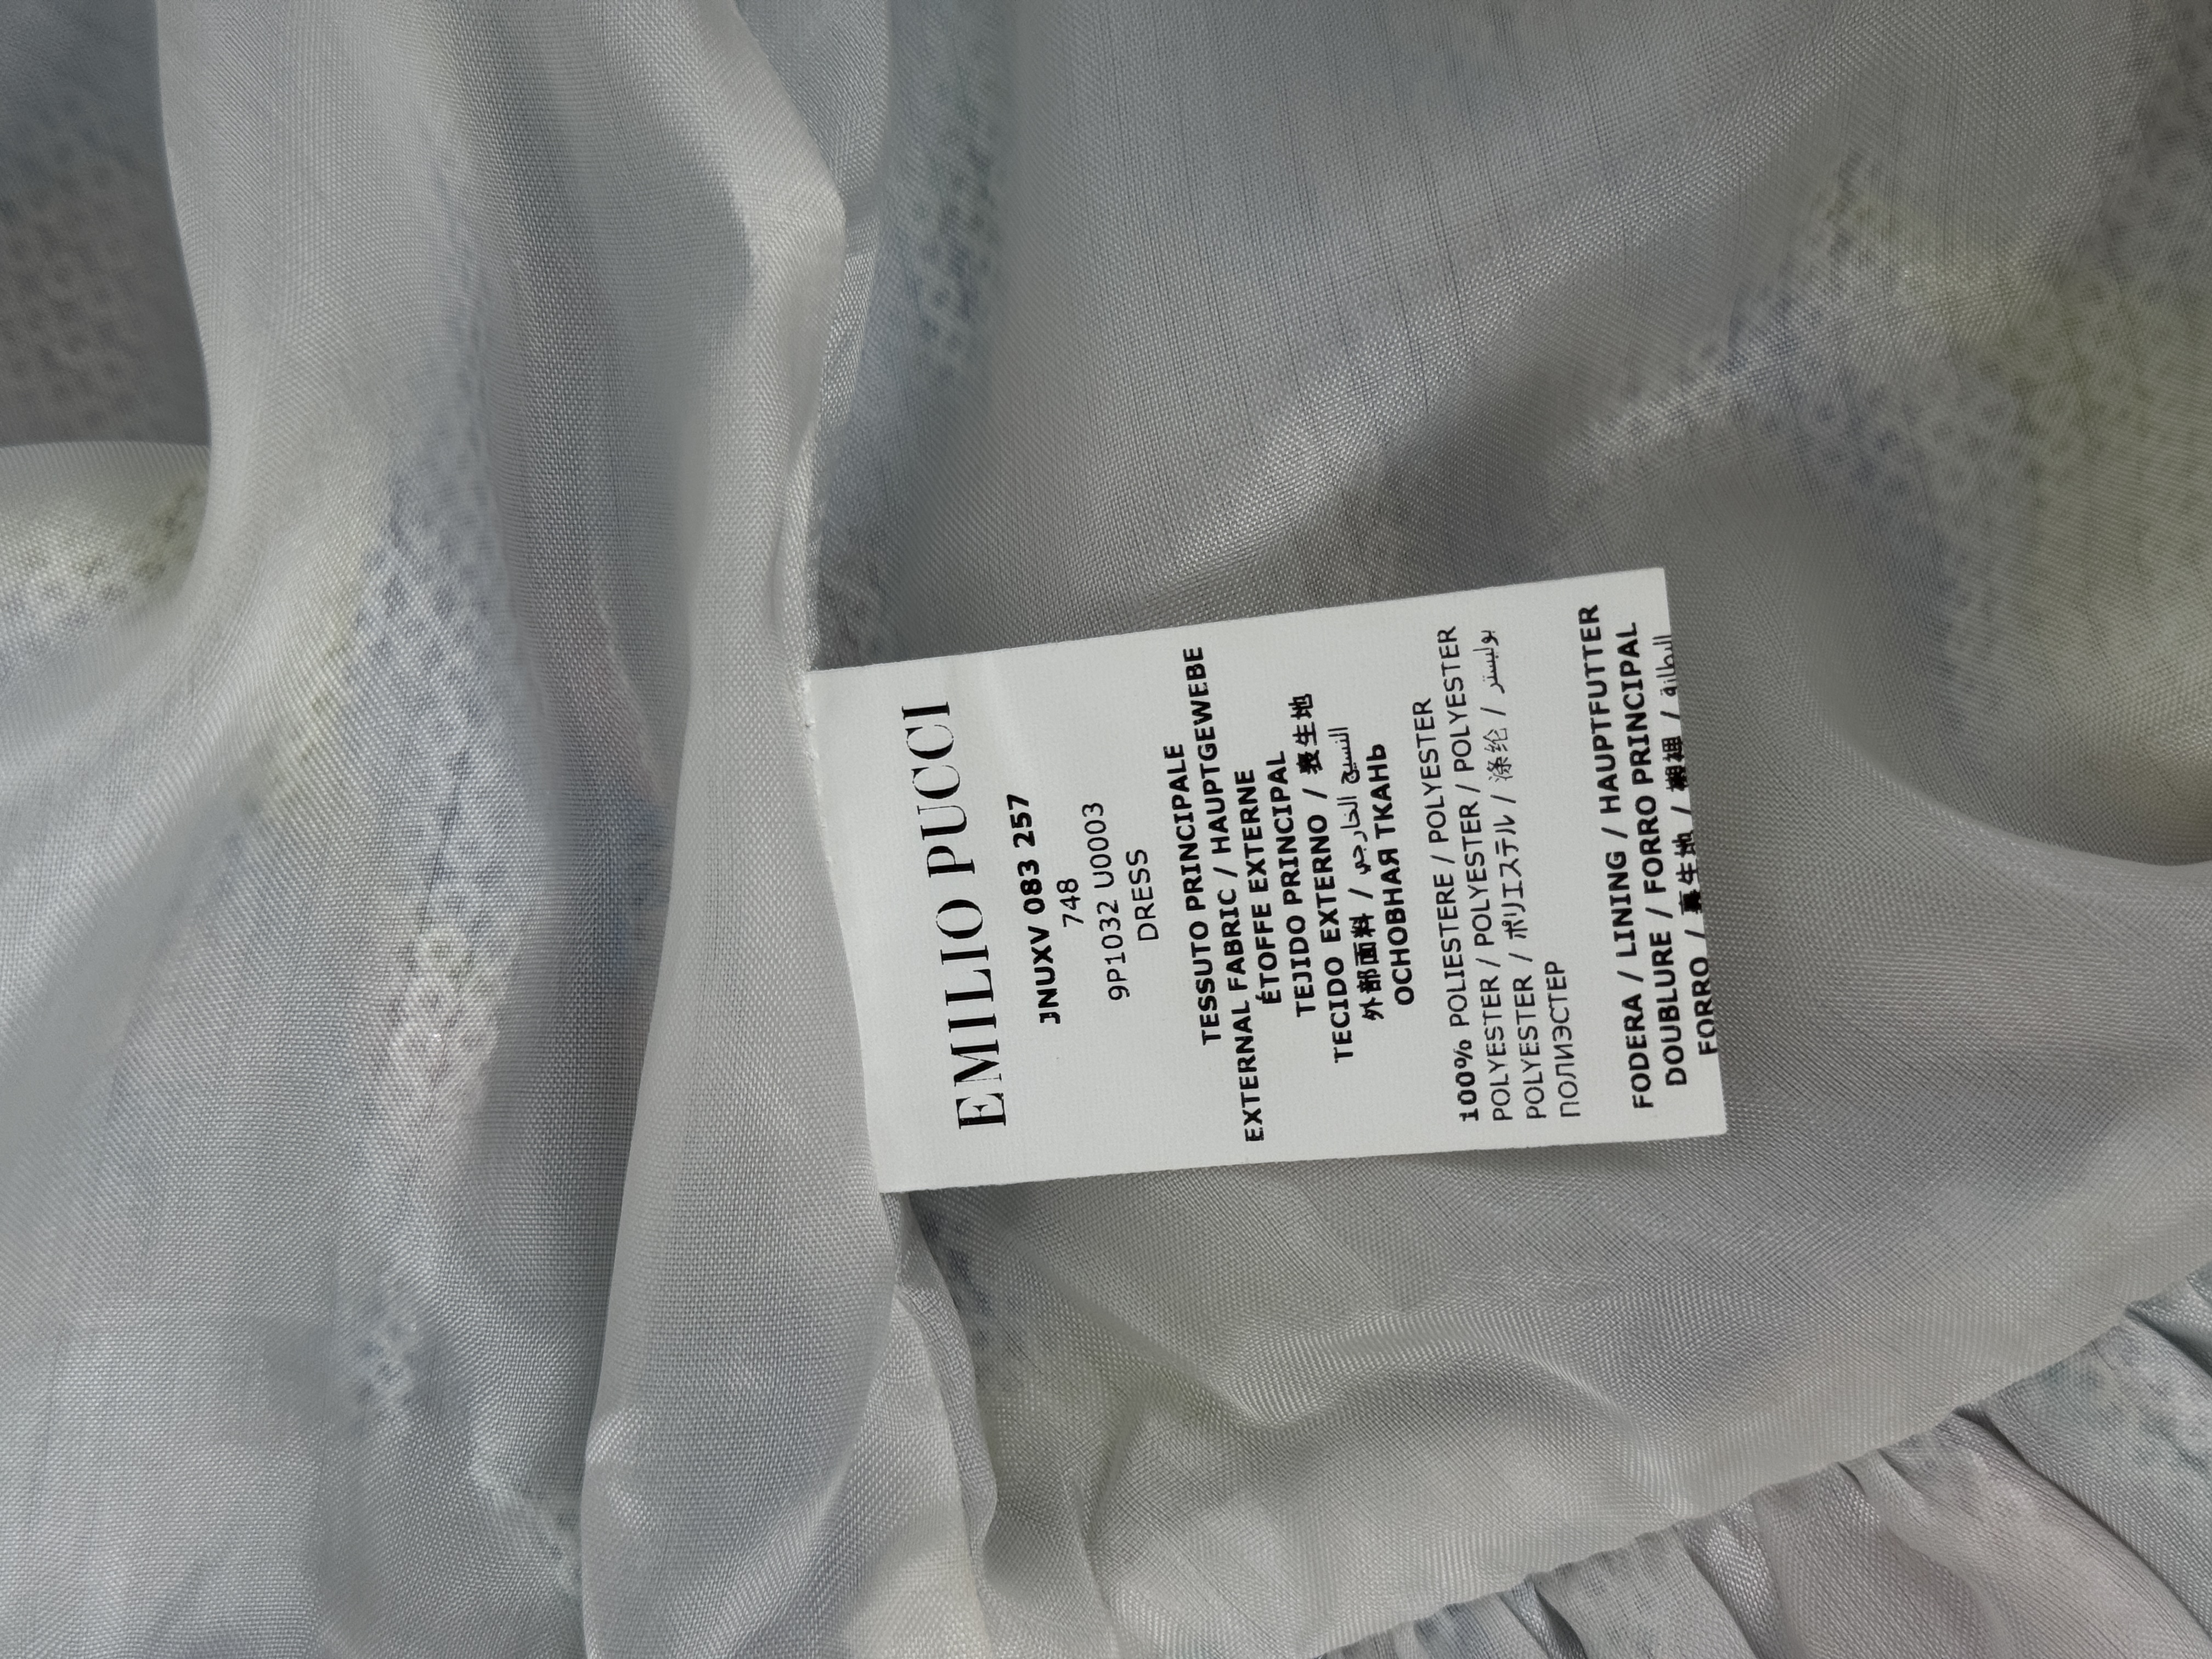 EMILIO PUCCI
JNUXV 083 257
748
9P1032 U0003
DRESS
TESSUTO PRINCIPALE
EXTERNAL FABRIC / HAUPTGEWEBE
ÉTOFFE EXTERNE
TEJIDO PRINCIPAL
TECIDO EXTERNO / 表生地
外部面料 / النسيج الخارجي
ОСНОВНАЯ ТКАНЬ
100% POLIESTERE / POLYESTER
POLYESTER / POLYESTER / POLYESTER
POLYESTER / ポリエステル / 涤纶 / بوليستر
ПОЛИЭСТЕР
FODERA / LINING / HAUPTFUTTER
DOUBLURE / FORRO PRINCIPAL
FORRO / 裏生地 / 衬裡 / البطانة